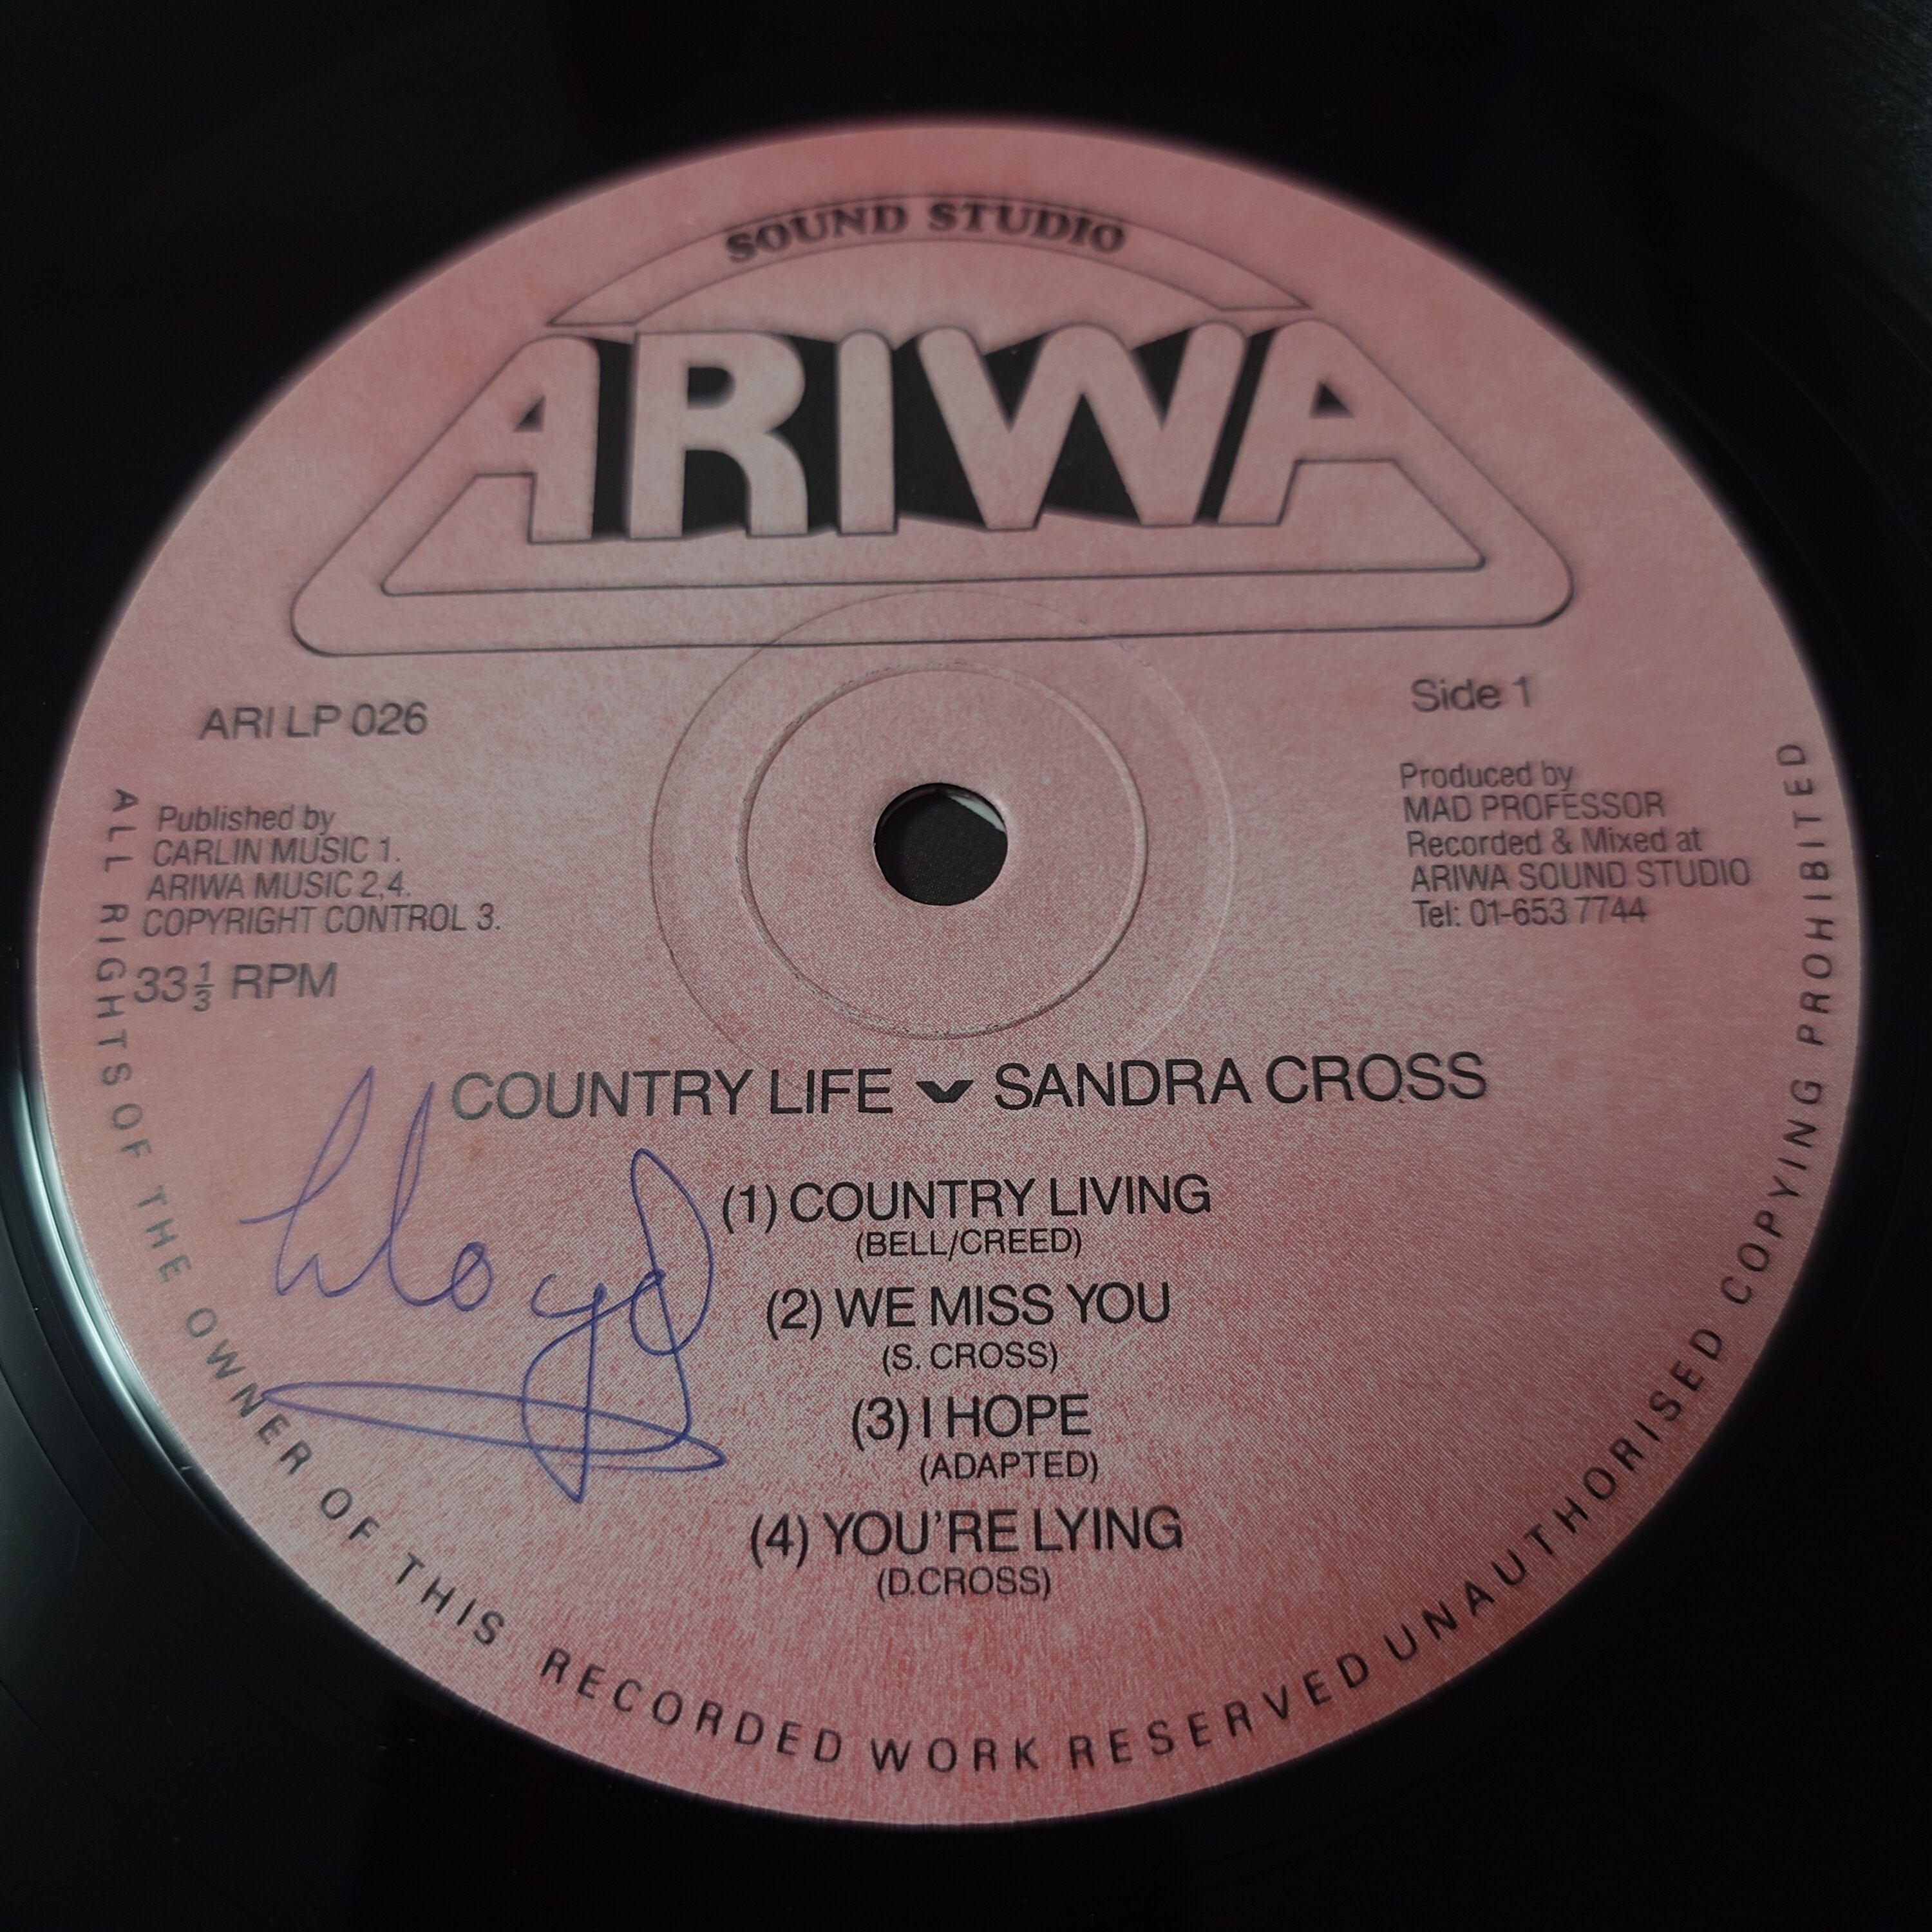 SOUND STUDIO
ARIWA
ARI LP 026
Side 1
Published by
CARLIN MUSIC 1.
ARIWA MUSIC 2,4.
COPYRIGHT CONTROL 3.
33⅓ RPM
Produced by
MAD PROFESSOR
Recorded & Mixed at
ARIWA SOUND STUDIO
Tel: 01-653 7744
COUNTRY LIFE SANDRA CROSS
Lloyd
(1) COUNTRY LIVING
(BELL/CREED)
(2) WE MISS YOU
(S. CROSS)
(3) I HOPE
(ADAPTED)
(4) YOU'RE LYING
(D.CROSS)
ALL RIGHTS OF THE OWNER OF THIS RECORDED WORK RESERVED UNAUTHORISED COPYING PROHIBITED